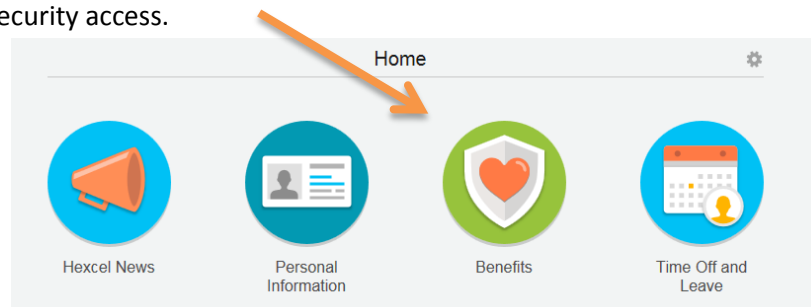 ecurity access.
Home
Hexcel News
Personal
Information
Benefits
Time Off and
Leave